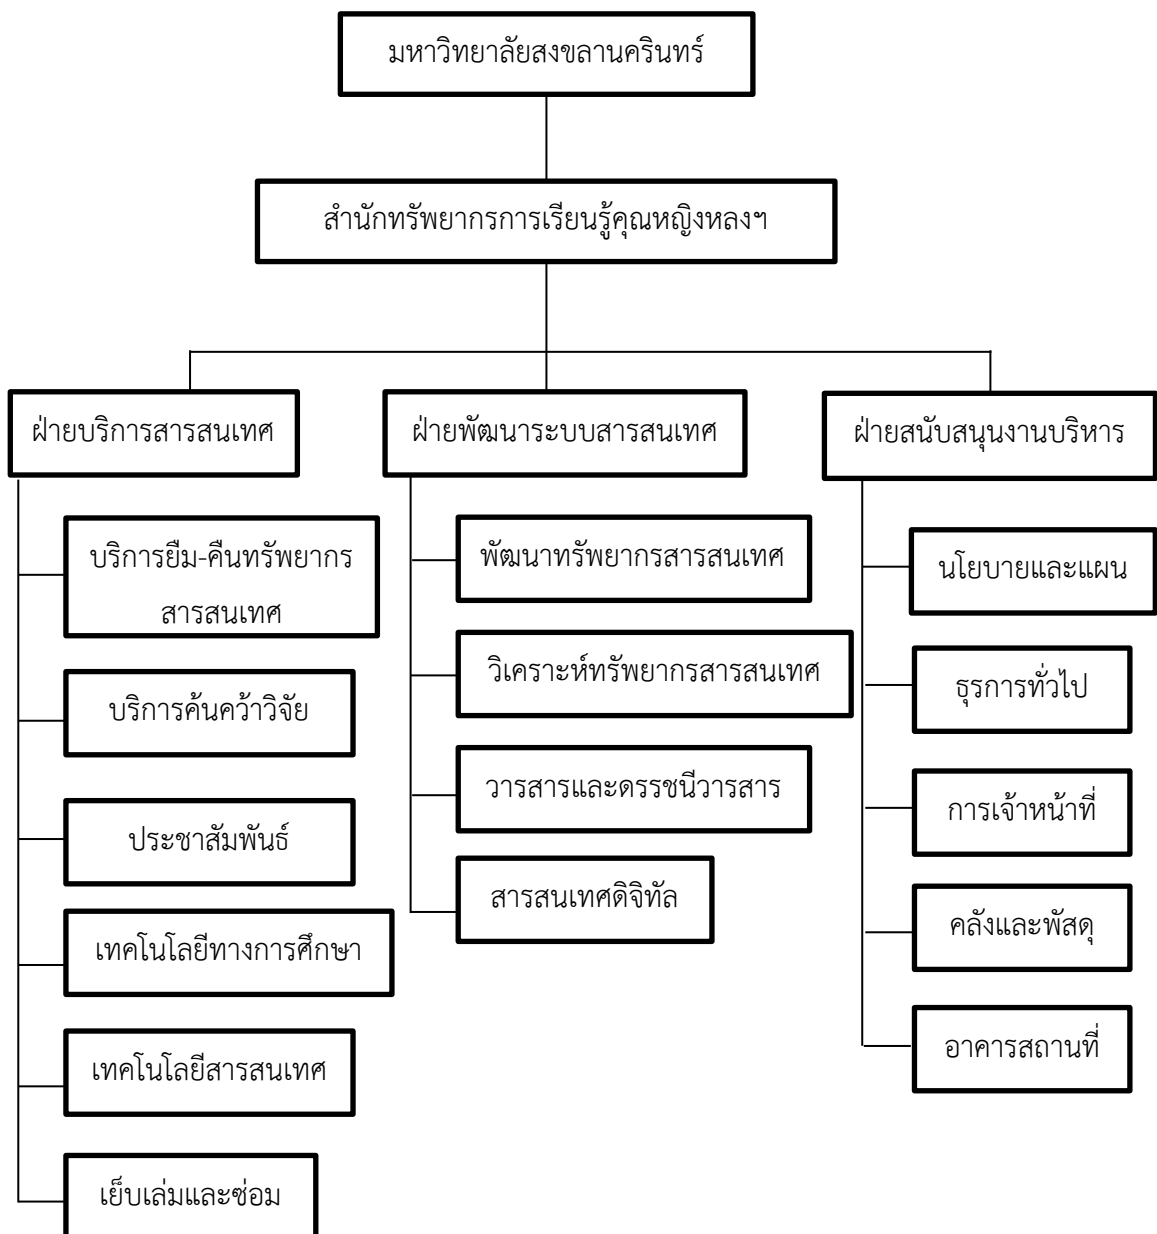 มหาวิทยาลัยสงขลานครินทร์
สำนักทรัพยากรการเรียนรู้คุณหญิงหลงฯ
ฝ่ายบริการสารสนเทศ
บริการยืม-คืนทรัพยากร
สารสนเทศ
บริการค้นคว้าวิจัย
ประชาสัมพันธ์
เทคโนโลยีทางการศึกษา
เทคโนโลยีสารสนเทศ
เย็บเล่มและซ่อม
ฝ่ายพัฒนาระบบสารสนเทศ
พัฒนาทรัพยากรสารสนเทศ
วิเคราะห์ทรัพยากรสารสนเทศ
วารสารและดรรชนีวารสาร
สารสนเทศดิจิทัล
ฝ่ายสนับสนุนงานบริหาร
นโยบายและแผน
ธุรการทั่วไป
การเจ้าหน้าที่
คลังและพัสดุ
อาคารสถานที่